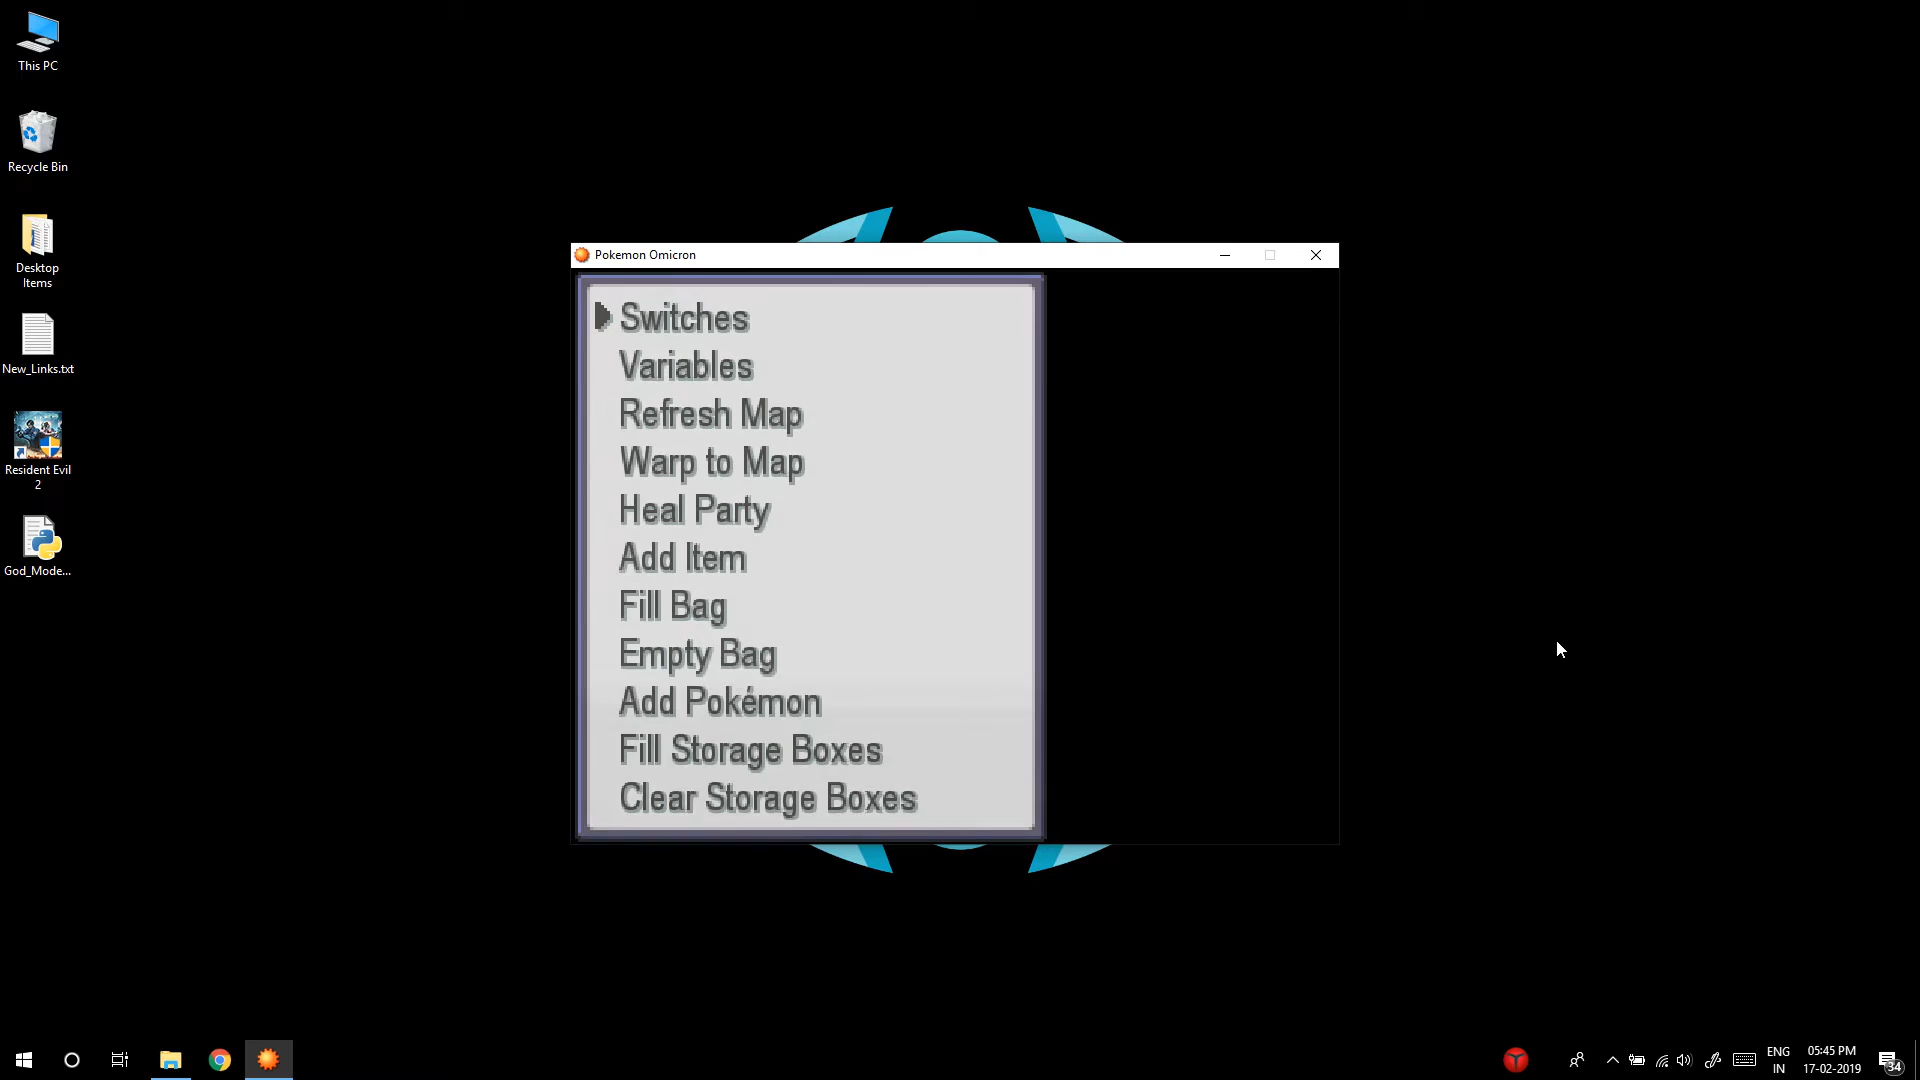 This PC
Recycle Bin
Desktop
Items
New_Links.txt
Resident Evil
2
God_Mode...
Pokemon Omicron
Switches
Variables
Refresh Map
Warp to Map
Heal Party
Add Item
Fill Bag
Empty Bag
Add Pokémon
Fill Storage Boxes
Clear Storage Boxes
ENG
IN
05:45 PM
17-02-2019
34